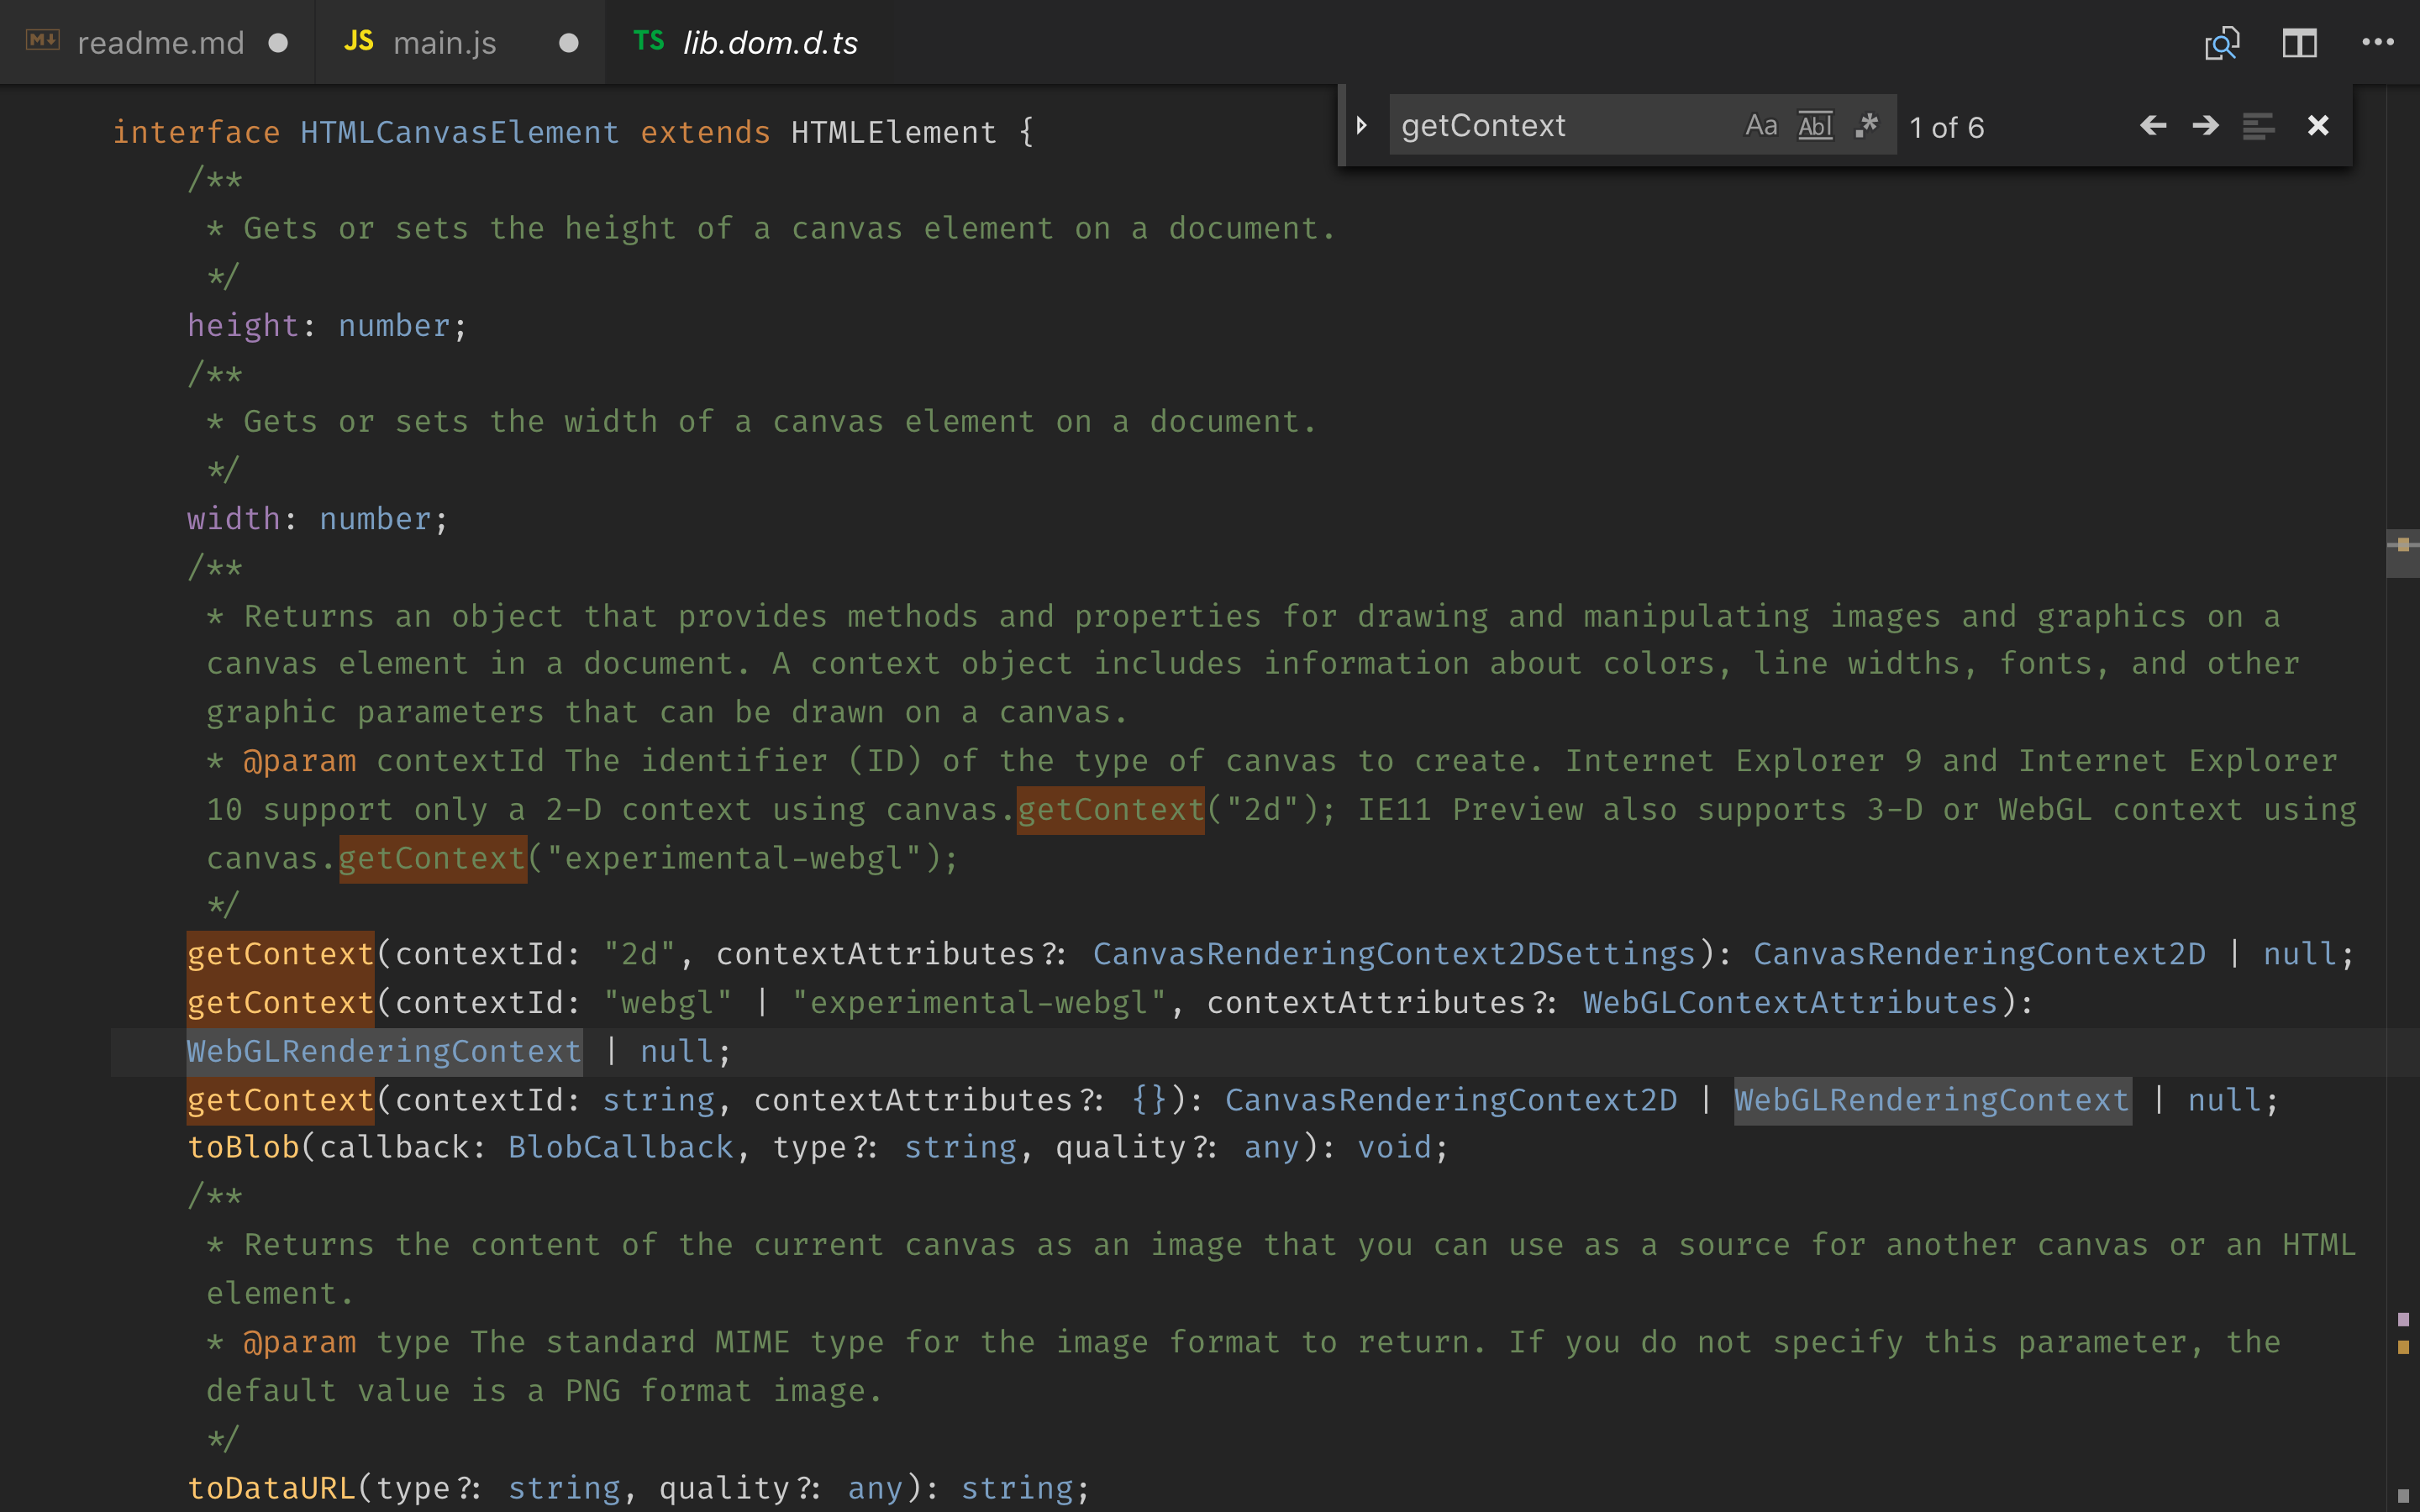 readme.md
JS main.js
TS lib.dom.d.ts
getContext Aa Abl .* 1 of 6
interface HTMLCanvasElement extends HTMLElement {
/**
* Gets or sets the height of a canvas element on a document.
*/
height: number;
/**
* Gets or sets the width of a canvas element on a document.
*/
width: number;
/**
* Returns an object that provides methods and properties for drawing and manipulating images and graphics on a
canvas element in a document. A context object includes information about colors, line widths, fonts, and other
graphic parameters that can be drawn on a canvas.
* @param contextId The identifier (ID) of the type of canvas to create. Internet Explorer 9 and Internet Explorer
10 support only a 2-D context using canvas.getContext("2d"); IE11 Preview also supports 3-D or WebGL context using
canvas.getContext("experimental-webgl");
*/
getContext(contextId: "2d", contextAttributes?: CanvasRenderingContext2DSettings): CanvasRenderingContext2D | null;
getContext(contextId: "webgl" | "experimental-webgl", contextAttributes?: WebGLContextAttributes):
WebGLRenderingContext | null;
getContext(contextId: string, contextAttributes?: {}): CanvasRenderingContext2D | WebGLRenderingContext | null;
toBlob(callback: BlobCallback, type?: string, quality?: any): void;
/**
* Returns the content of the current canvas as an image that you can use as a source for another canvas or an HTML
element.
* @param type The standard MIME type for the image format to return. If you do not specify this parameter, the
default value is a PNG format image.
*/
toDataURL(type?: string, quality?: any): string;